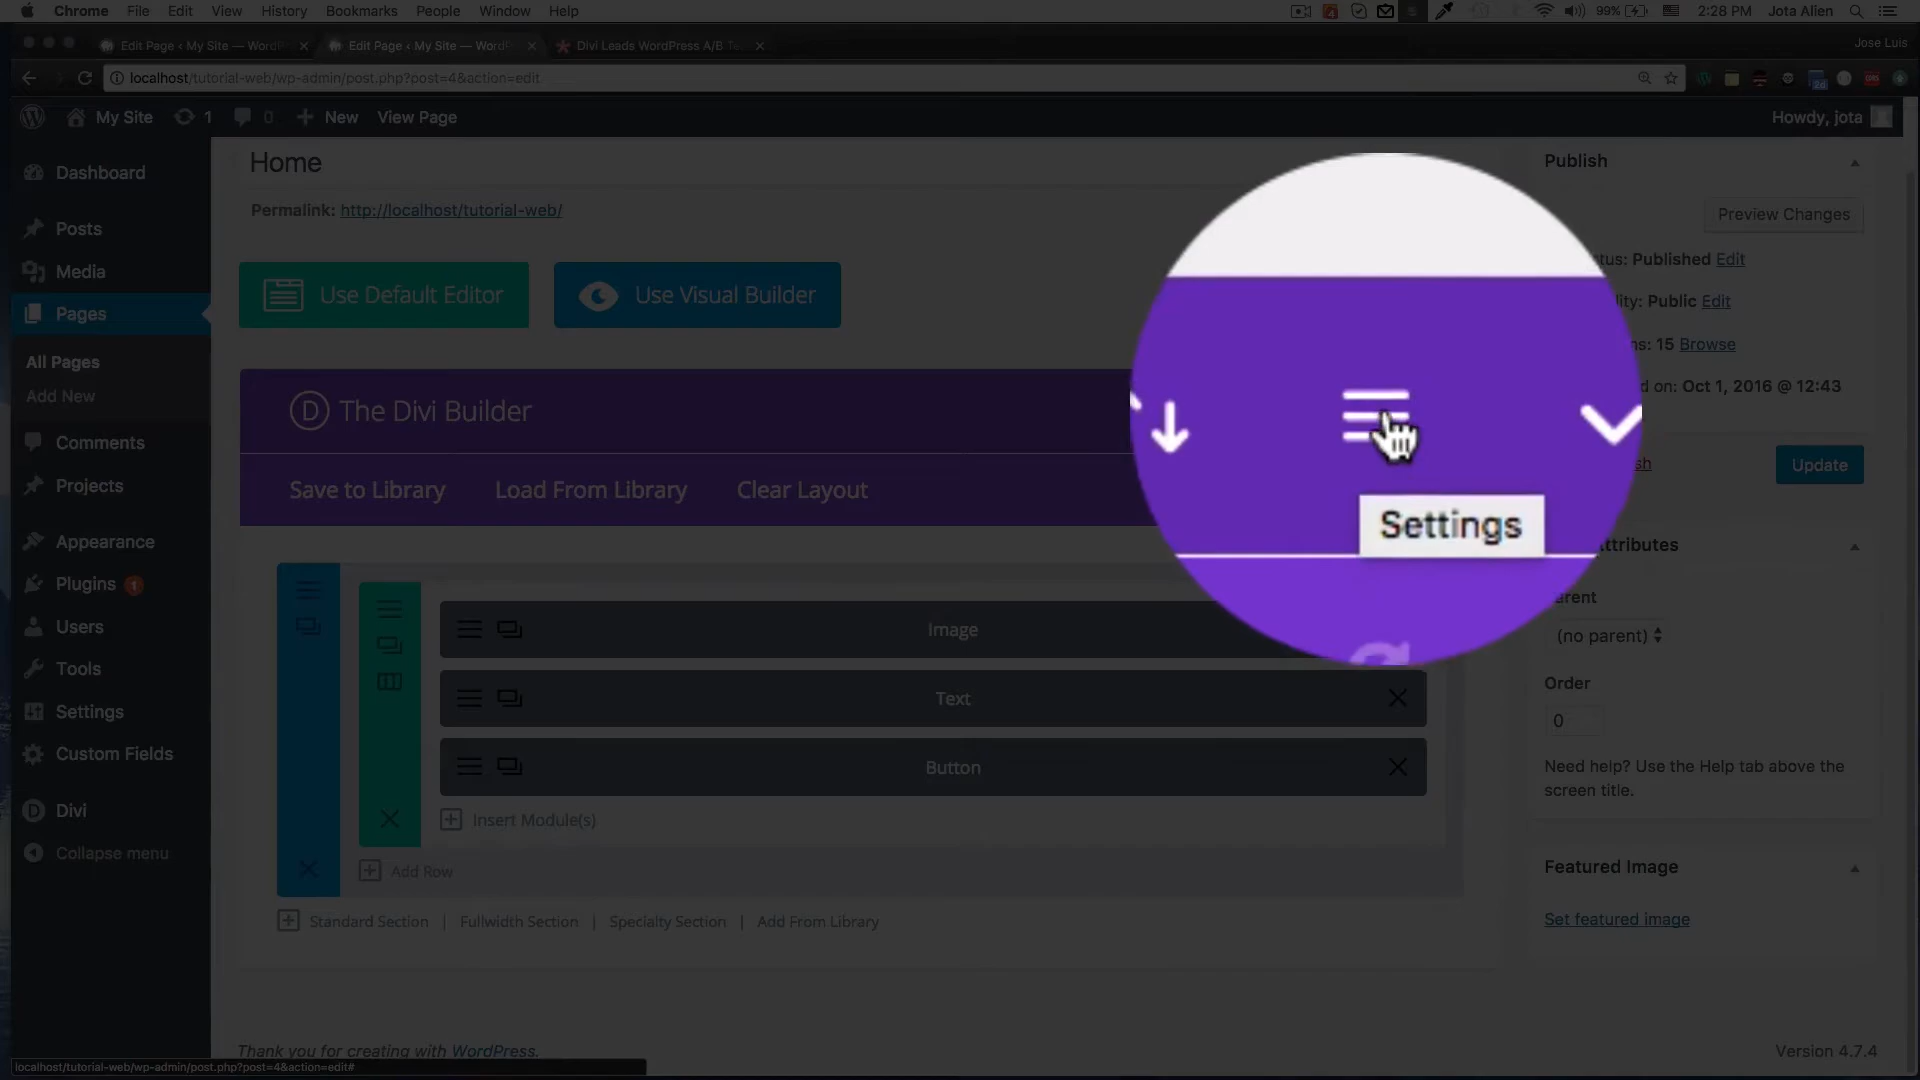 Chrome File Edit View History Bookmarks People Window Help 99% 2:28 PM Jota Alien
Edit Page ‹ My Site — WordPr
Edit Page ‹ My Site — WordP
Divi Leads WordPress A/B Te
Jose Luis
localhost/tutorial-web/wp-admin/post.php?post=4&action=edit
My Site 1 0 New View Page Howdy, jota
Dashboard
Posts
Media
Pages
All Pages
Add New
Comments
Projects
Appearance
Plugins 1
Users
Tools
Settings
Custom Fields
Divi
Collapse menu
Home
Permalink: http://localhost/tutorial-web/
Use Default Editor
Use Visual Builder
The Divi Builder
Save to Library
Load From Library
Clear Layout
Settings
Image
Text
Button
Insert Module(s)
Add Row
Standard Section | Fullwidth Section | Specialty Section | Add From Library
Thank you for creating with WordPress.
localhost/tutorial-web/wp-admin/post.php?post=4&action=edit#
Publish
Preview Changes
tus: Published Edit
ity: Public Edit
ns: 15 Browse
d on: Oct 1, 2016 @ 12:43
sh
Update
Attributes
arent
(no parent)
Order
0
Need help? Use the Help tab above the
screen title.
Featured Image
Set featured image
Version 4.7.4